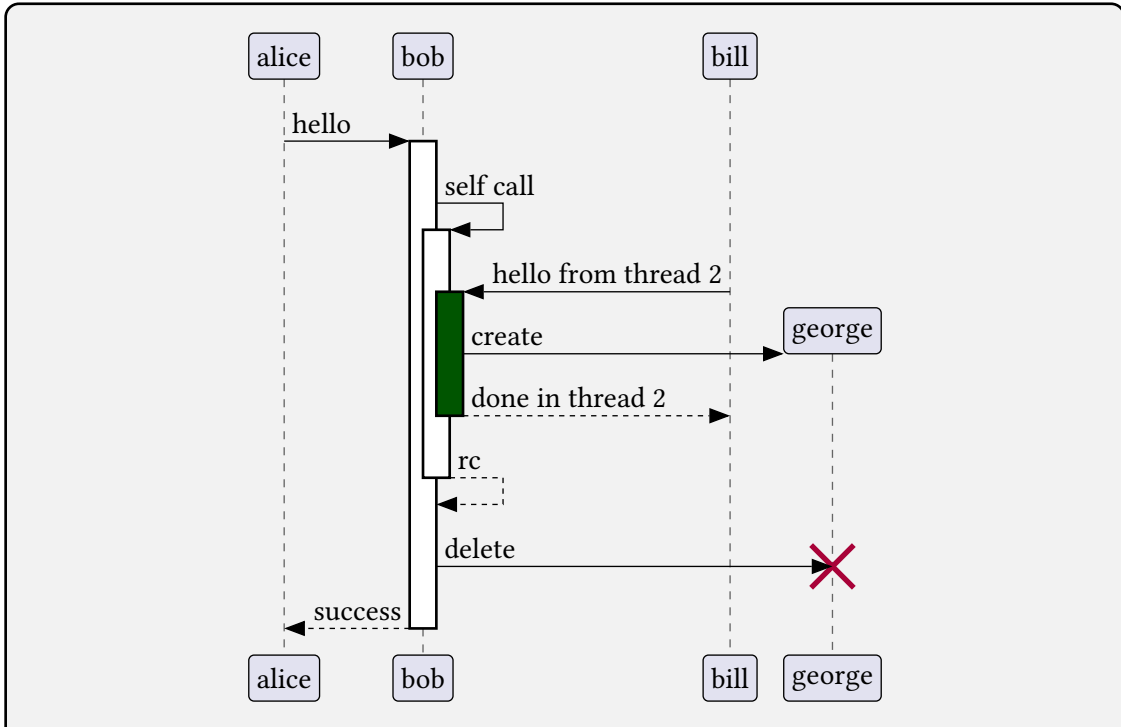 alice
bob
bill
hello
self call
hello from thread 2
george
create
done in thread 2
rc
delete
success
alice
bob
bill
george